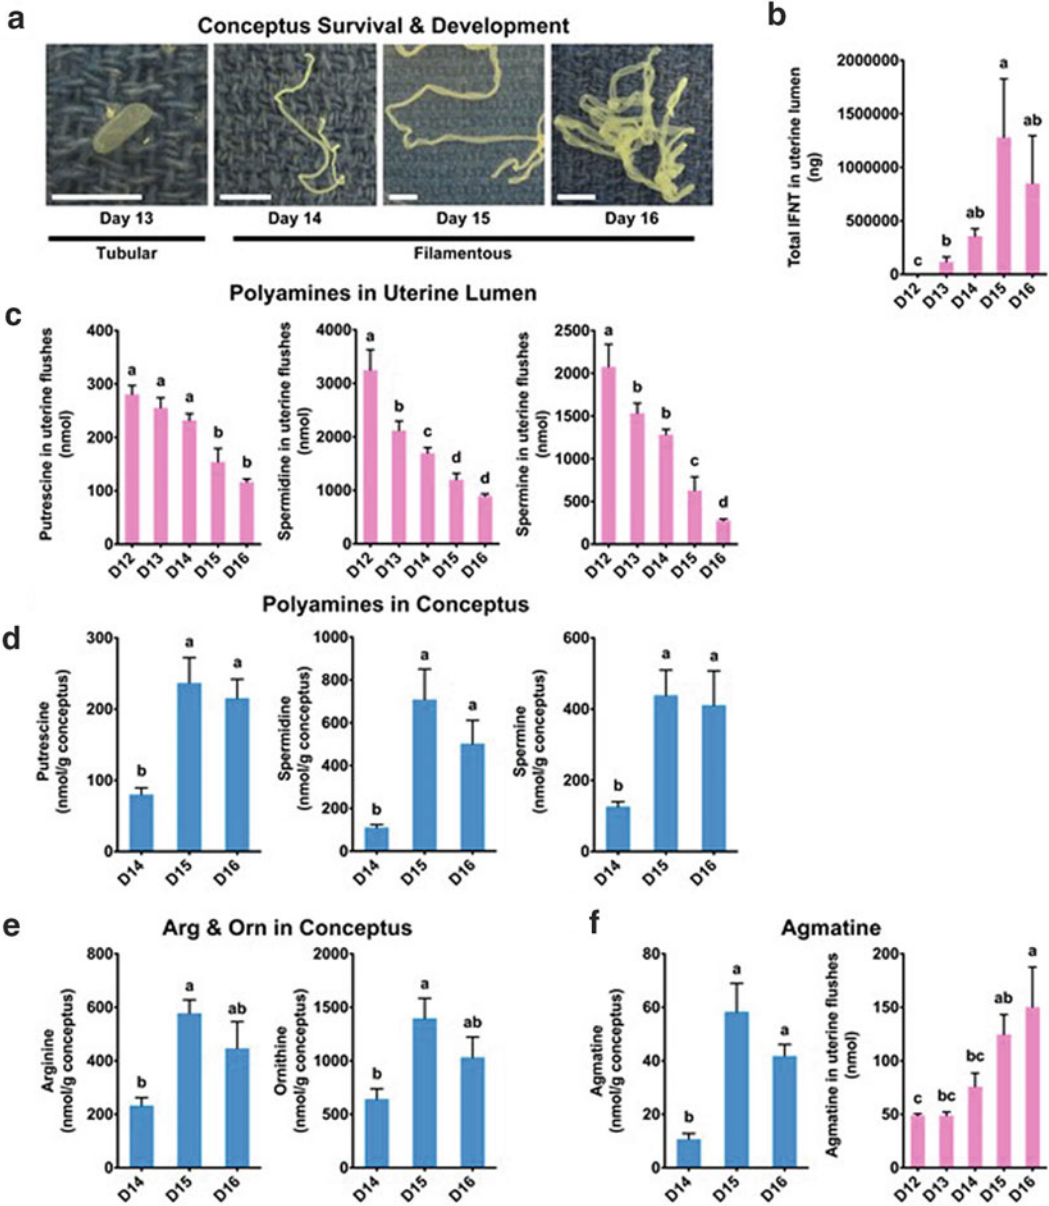 a
Conceptus Survival & Development
Day 13
Day 14
Day 15
Day 16
Tubular
Filamentous
b
Total IFNT in uterine lumen
(ng)
2000000
1500000
1000000
500000
0
c
b
ab
a
ab
D12
D13
D14
D15
D16
Polyamines in Uterine Lumen
c
Putrescine in uterine flushes
(nmol)
400
300
200
100
0
a
a
a
b
b
D12
D13
D14
D15
D16
Spermidine in uterine flushes
(nmol)
4000
3000
2000
1000
0
a
b
c
d
d
D12
D13
D14
D15
D16
Spermine in uterine flushes
(nmol)
2500
2000
1500
1000
500
0
a
b
b
c
d
D12
D13
D14
D15
D16
Polyamines in Conceptus
d
Putrescine
(nmol/g conceptus)
300
200
100
0
b
a
a
D14
D15
D16
Spermidine
(nmol/g conceptus)
1000
800
600
400
200
0
b
a
a
D14
D15
D16
Spermine
(nmol/g conceptus)
600
400
200
0
b
a
a
D14
D15
D16
e
Arg & Orn in Conceptus
Arginine
(nmol/g conceptus)
800
600
400
200
0
b
a
ab
D14
D15
D16
Ornithine
(nmol/g conceptus)
2000
1500
1000
500
0
b
a
ab
D14
D15
D16
f
Agmatine
Agmatine
(nmol/g conceptus)
80
60
40
20
0
b
a
a
D14
D15
D16
Agmatine in uterine flushes
(nmol)
200
150
100
50
0
c
bc
bc
ab
a
D12
D13
D14
D15
D16